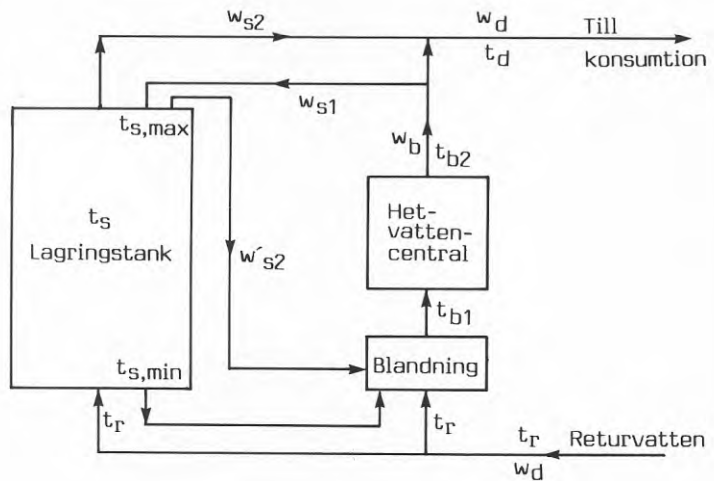 w_s2
w_d
Till
t_d
konsumtion
w_s1
t_s,max
w_b
t_b2
t_s
Lagringstank
Het-
vatten-
central
w´_s2
t_b1
Blandning
t_s,min
t_r
t_r
t_r
Returvatten
w_d